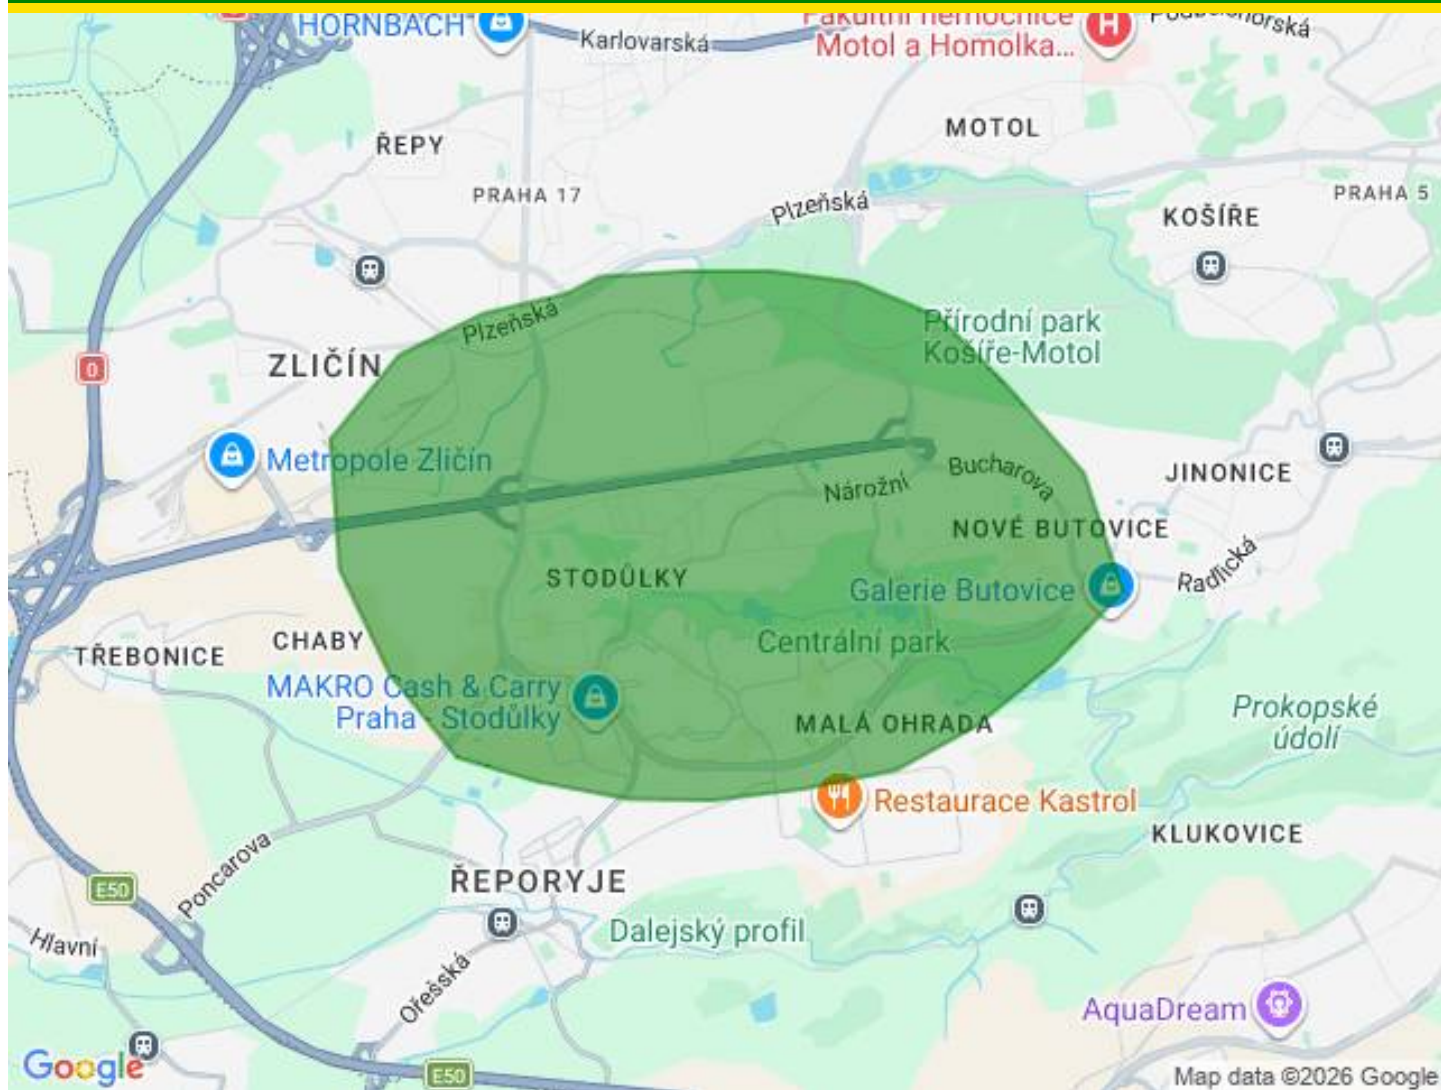 HORNBACH
Karlovarská
Fakultní nemocnice
Motol a Homolka...
Podbělohorská
MOTOL
ŘEPY
PRAHA 17
Plzeňská
PRAHA 5
KOŠÍŘE
Plzeňská
Přírodní park
Košíře-Motol
ZLIČÍN
0
Metropole Zličín
Bucharova
Nárožní
JINONICE
NOVÉ BUTOVICE
Radlická
STODŮLKY
Galerie Butovice
CHABY
TŘEBONICE
Centrální park
MAKRO Cash & Carry
Praha - Stodůlky
MALÁ OHRADA
Prokopské
údolí
Restaurace Kastrol
KLUKOVICE
Poncarova
E50
ŘEPORYJE
Hlavní
Dalejský profil
Ořešská
AquaDream
Google
E50
Map data ©2026 Google